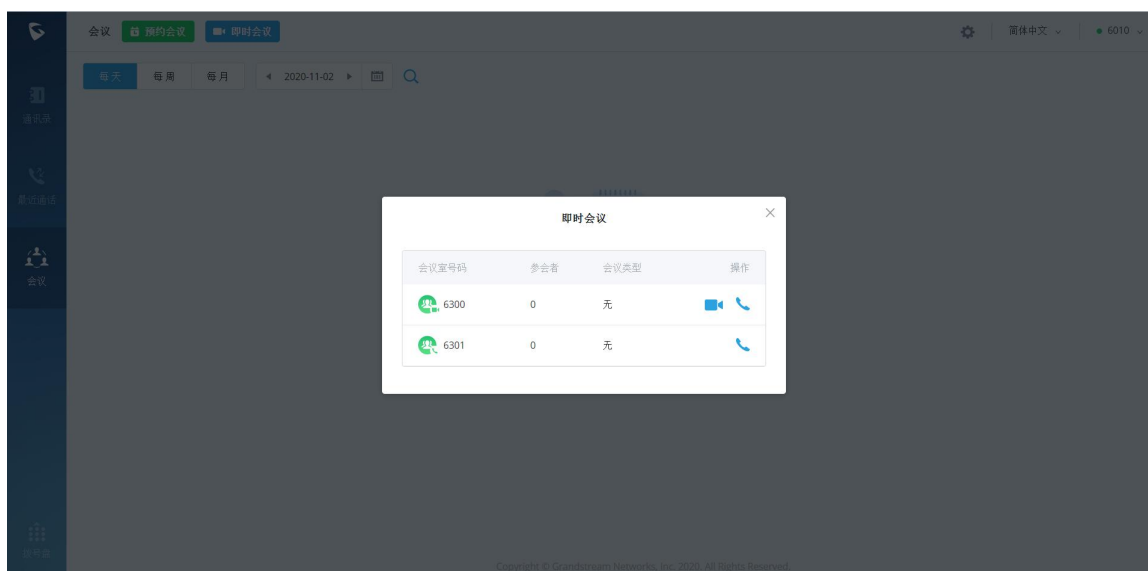 会议 预约会议 即时会议 简体中文 6010
每天 每周 每月 2020-11-02
通讯录
最近通话
会议
即时会议
会议室号码 参会者 会议类型 操作
6300 0 无
6301 0 无
拨号盘
Copyright © Grandstream Networks, Inc. 2020. All Rights Reserved.